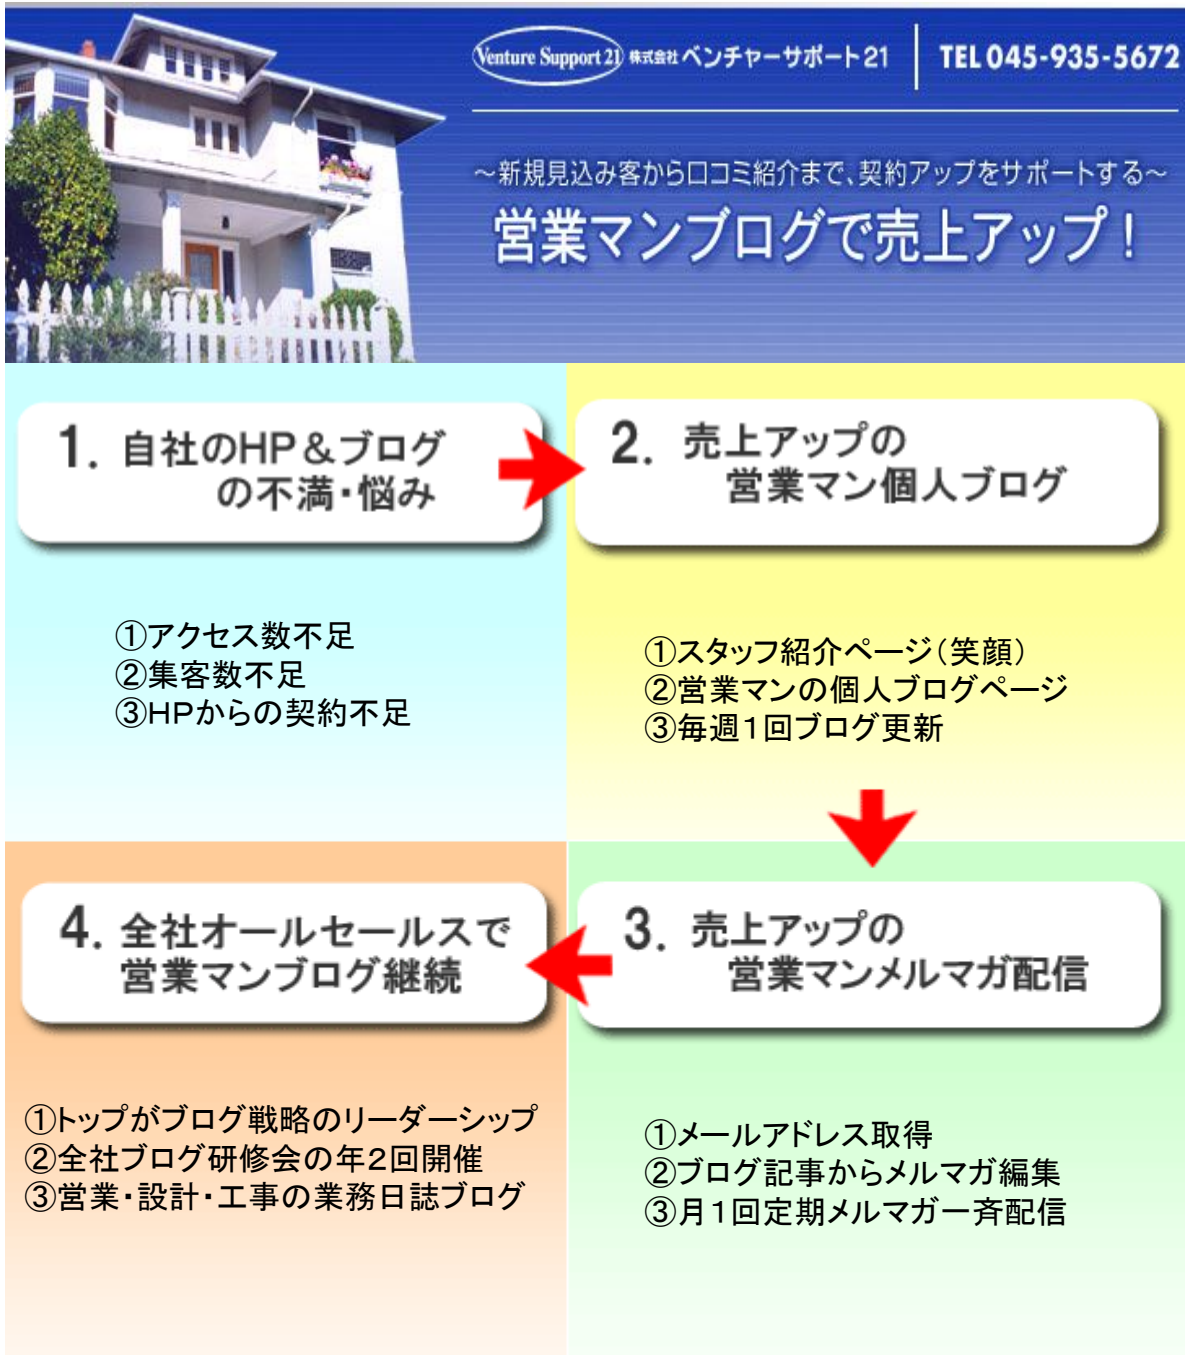 Venture Support 21 株式会社 ベンチャーサポート21
TEL 045-935-5672
～新規見込み客から口コミ紹介まで、契約アップをサポートする～
営業マンブログで売上アップ！
1. 自社のHP＆ブログ
の不満・悩み
①アクセス数不足
②集客数不足
③HPからの契約不足
2. 売上アップの
営業マン個人ブログ
①スタッフ紹介ページ（笑顔）
②営業マンの個人ブログページ
③毎週１回ブログ更新
3. 売上アップの
営業マンメルマガ配信
①メールアドレス取得
②ブログ記事からメルマガ編集
③月１回定期メルマガ一斉配信
4. 全社オールセールスで
営業マンブログ継続
①トップがブログ戦略のリーダーシップ
②全社ブログ研修会の年２回開催
③営業・設計・工事の業務日誌ブログ